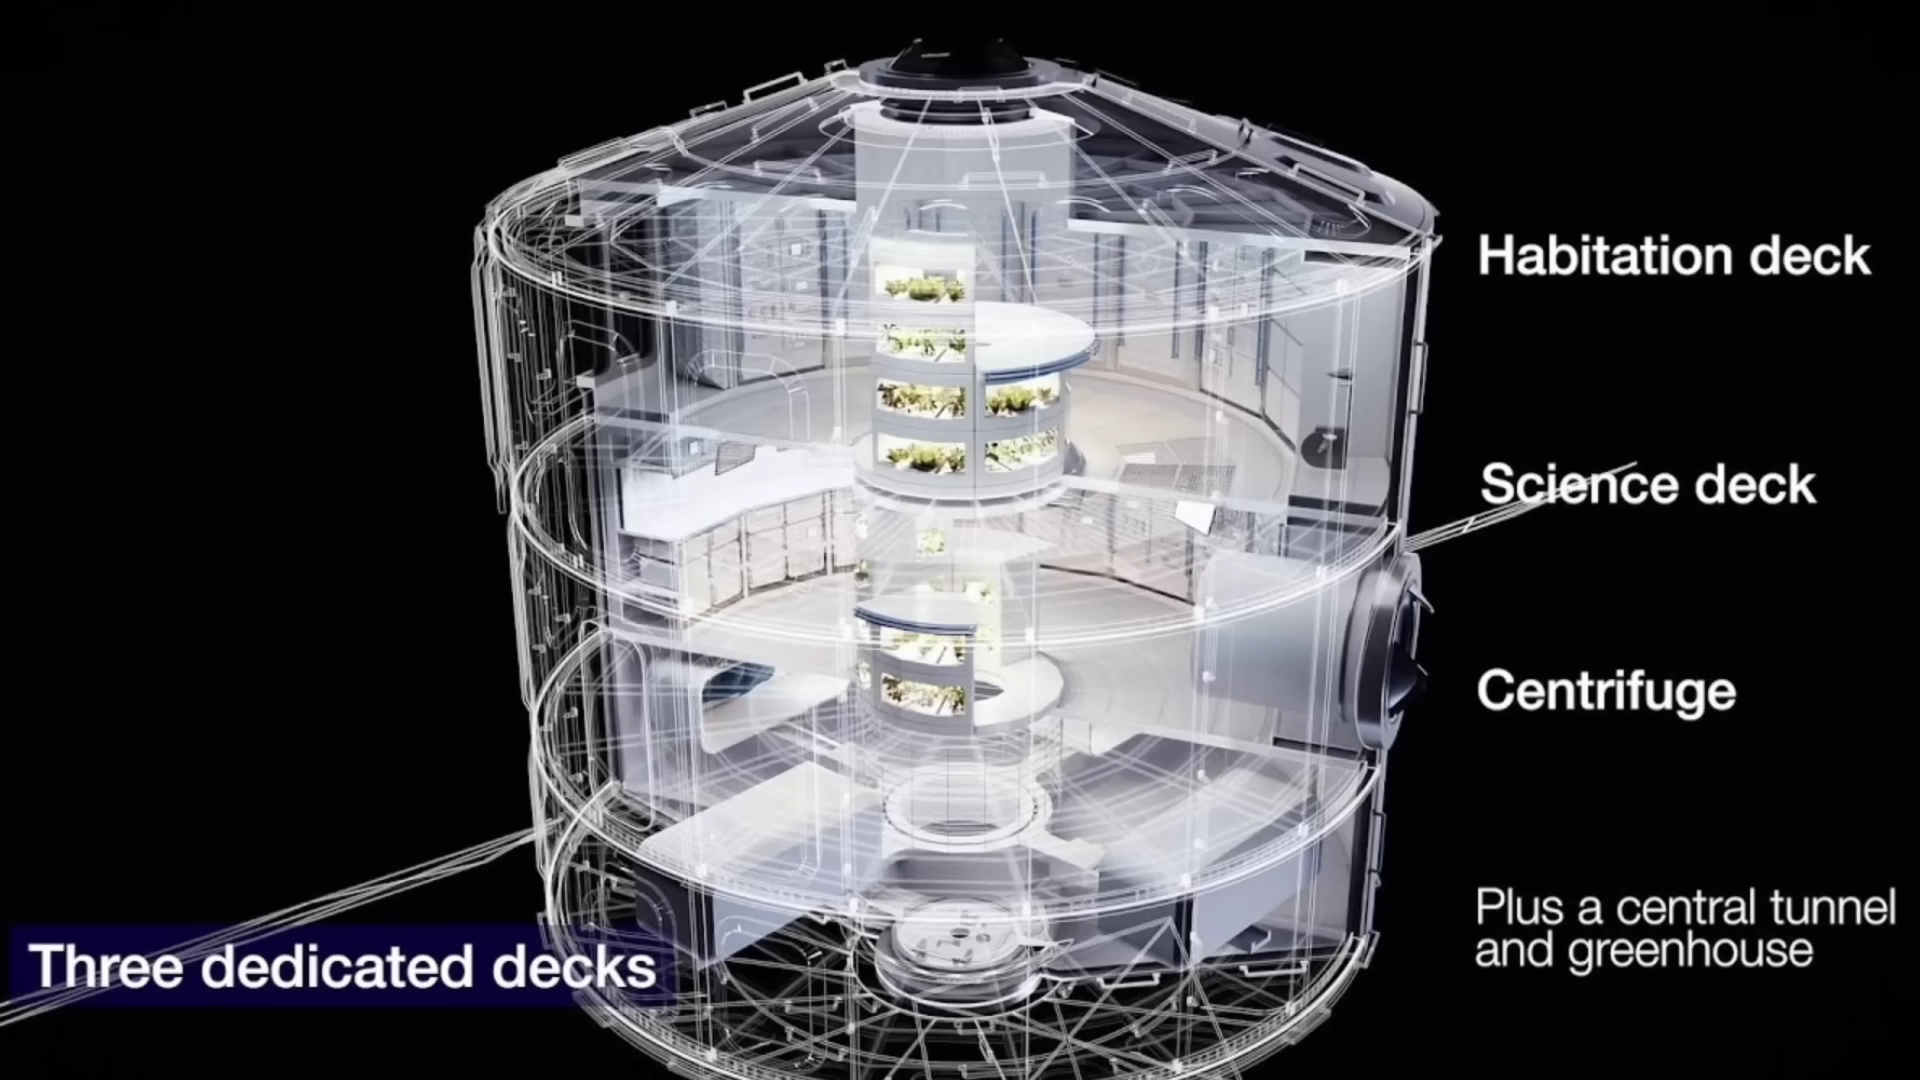 Habitation deck
Science deck
Centrifuge
Plus a central tunnel
and greenhouse
Three dedicated decks